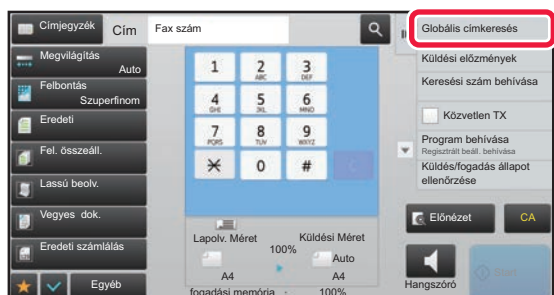 Címjegyzék
Cím
Fax szám
Globális címkeresés
Megvilágítás
Auto
Felbontás
Szuperfinom
Eredeti
Fel. összeáll.
Lassú beolv.
Vegyes dok.
Eredeti számlálás
Egyéb
1
2
ABC
3
DEF
4
GHI
5
JKL
6
MNO
7
PQRS
8
TUV
9
WXYZ
0
#
Lapolv. Méret
100%
Küldési Méret
Auto
A4
A4
fogadási memória : 100%
Küldési előzmények
Keresési szám behívása
Közvetlen TX
Program behívása
Regisztrált beáll. behívása
Küldés/fogadás állapot
ellenőrzése
Előnézet
CA
Hangszóró
Start